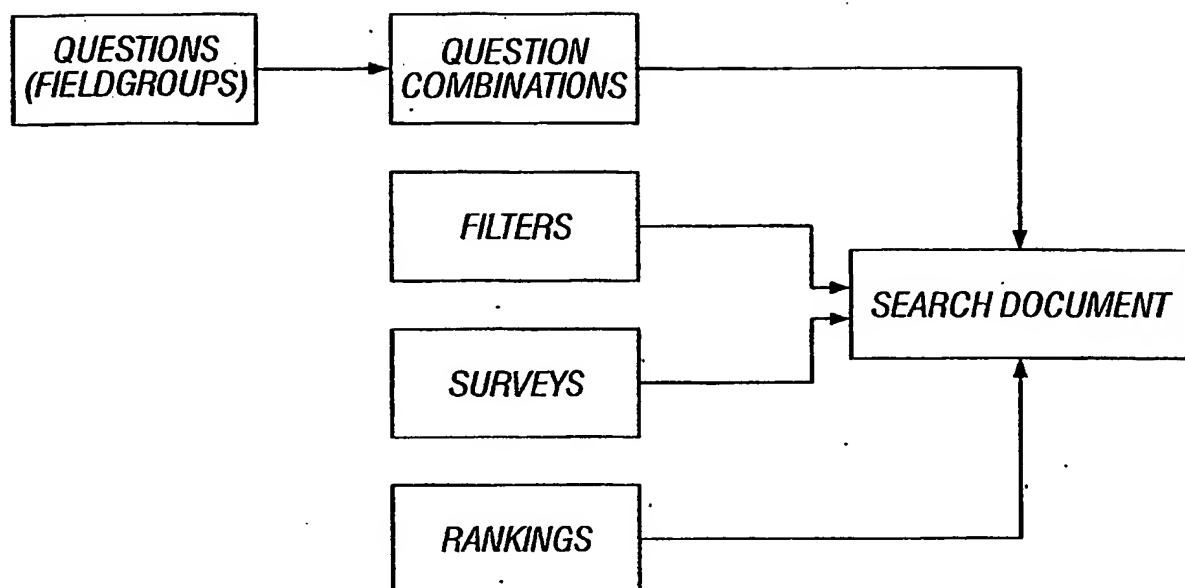 QUESTIONS
(FIELDGROUPS)
QUESTION
COMBINATIONS
FILTERS
SEARCH DOCUMENT
SURVEYS
RANKINGS